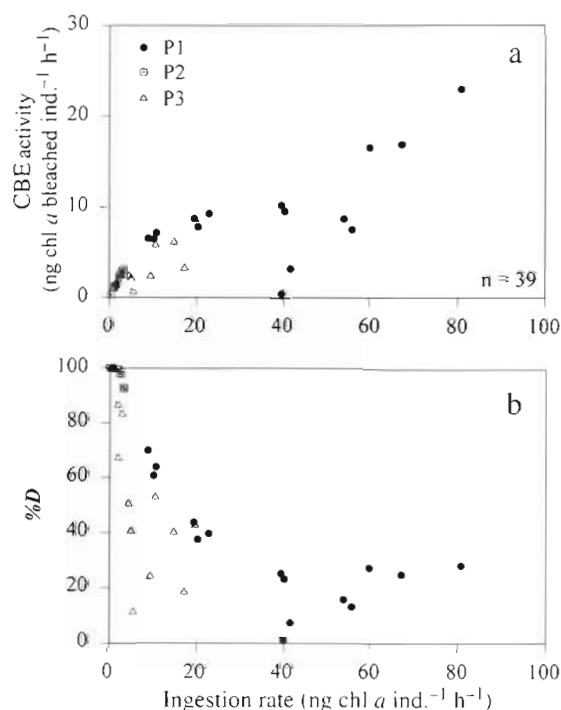 30
20
10
0
CBE activity
(ng chl a bleached ind.⁻¹ h⁻¹)
P1
P2
P3
a
n = 39
0 20 40 60 80 100
100
80
60
40
20
0
%D
b
0 20 40 60 80 100
Ingestion rate (ng chl a ind.⁻¹ h⁻¹)